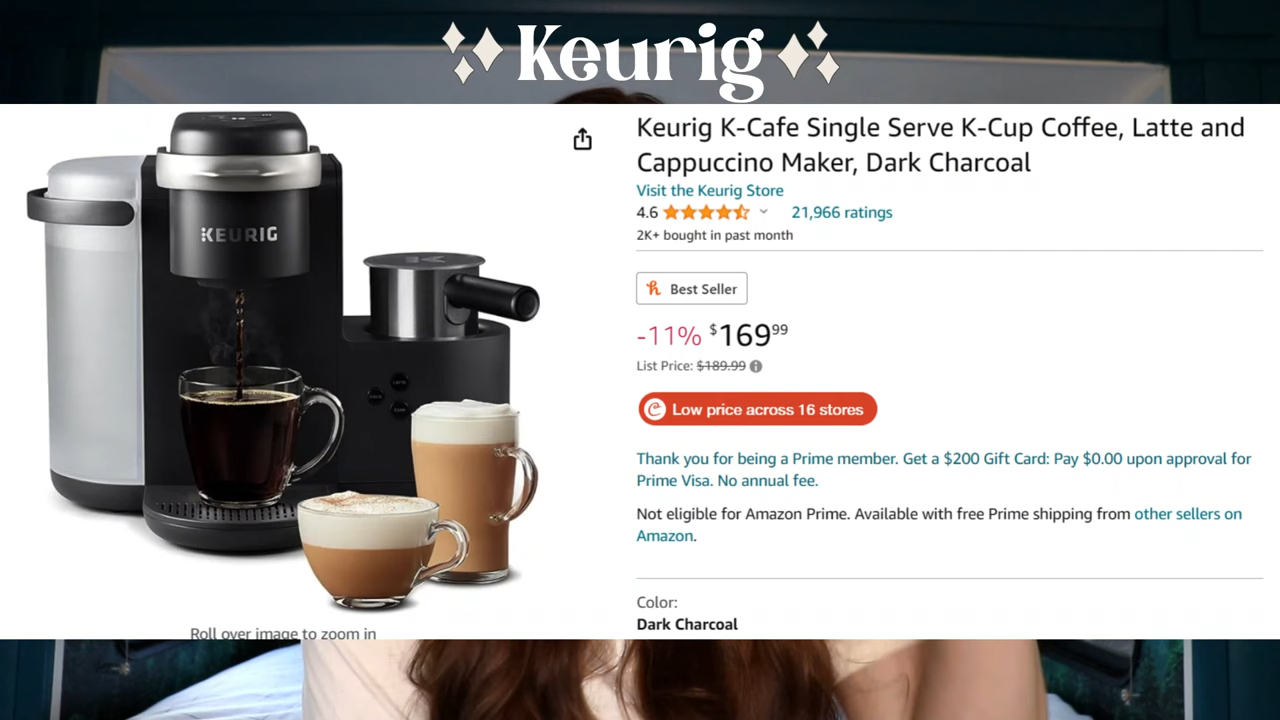 Keurig
KEURIG
Keurig K-Cafe Single Serve K-Cup Coffee, Latte and
Cappuccino Maker, Dark Charcoal
Visit the Keurig Store
4.6 21,966 ratings
2K+ bought in past month
h Best Seller
-11% $169⁹⁹
List Price: $189.99
Low price across 16 stores
Thank you for being a Prime member. Get a $200 Gift Card: Pay $0.00 upon approval for
Prime Visa. No annual fee.
Not eligible for Amazon Prime. Available with free Prime shipping from other sellers on
Amazon.
Color:
Dark Charcoal
Roll over image to zoom in